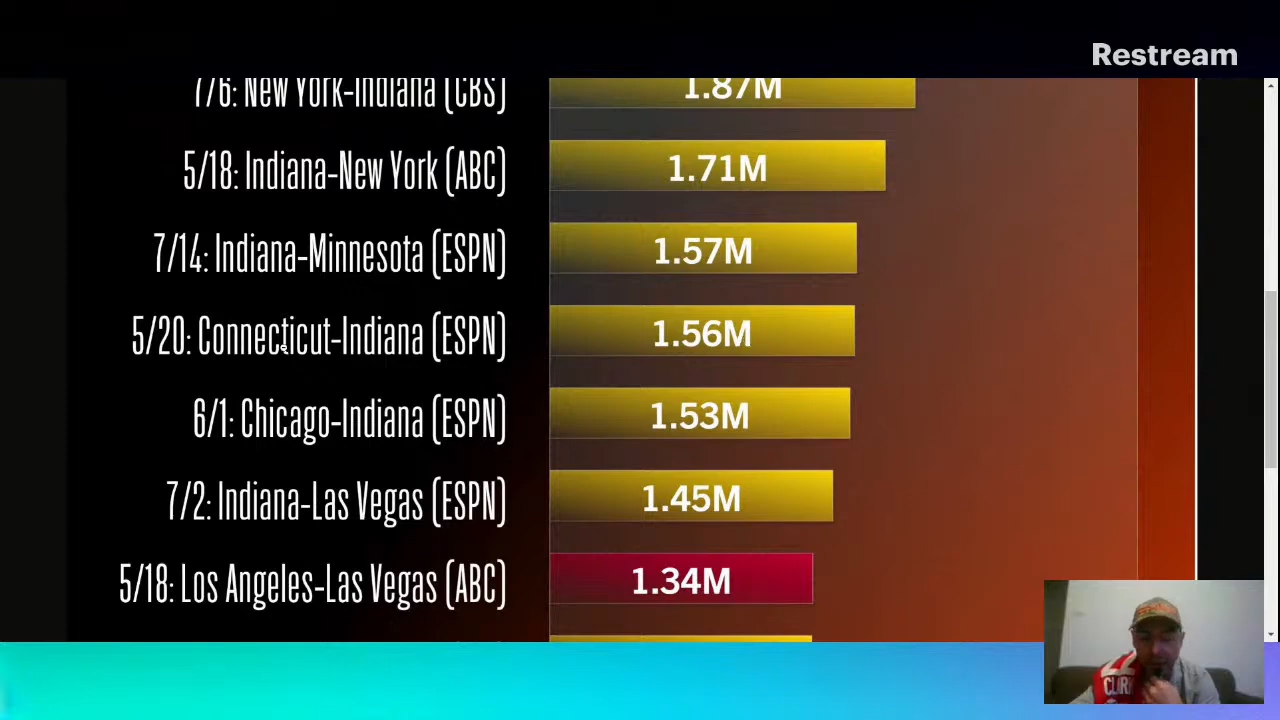 Restream
7/6: New York-Indiana (CBS) 1.87M
5/18: Indiana-New York (ABC) 1.71M
7/14: Indiana-Minnesota (ESPN) 1.57M
5/20: Connecticut-Indiana (ESPN) 1.56M
6/1: Chicago-Indiana (ESPN) 1.53M
7/2: Indiana-Las Vegas (ESPN) 1.45M
5/18: Los Angeles-Las Vegas (ABC) 1.34M